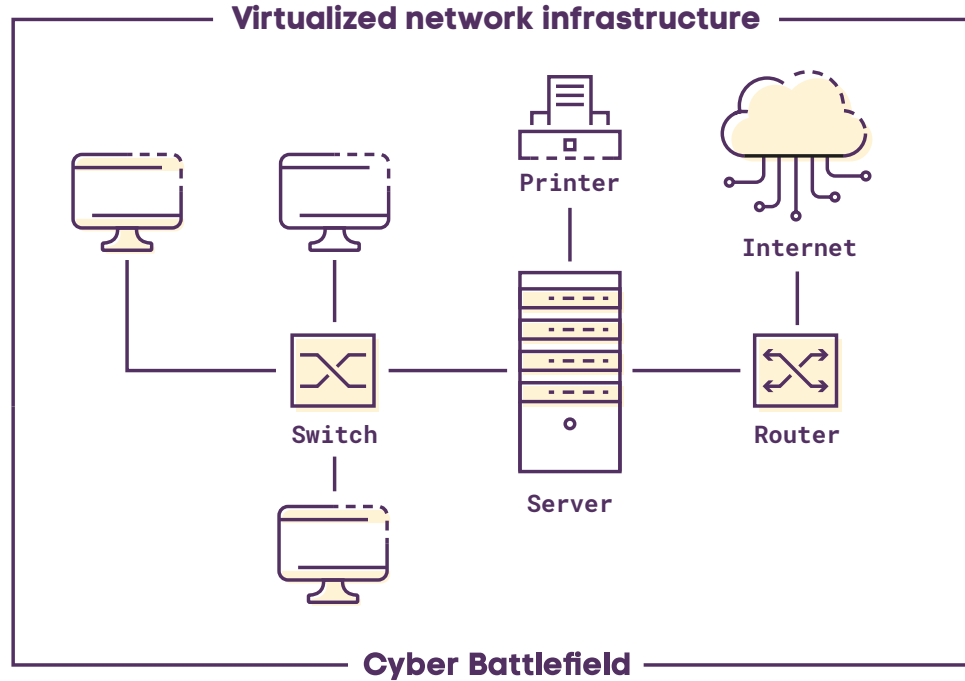 Virtualized network infrastructure
Printer
Internet
Switch
Router
Server
Cyber Battlefield